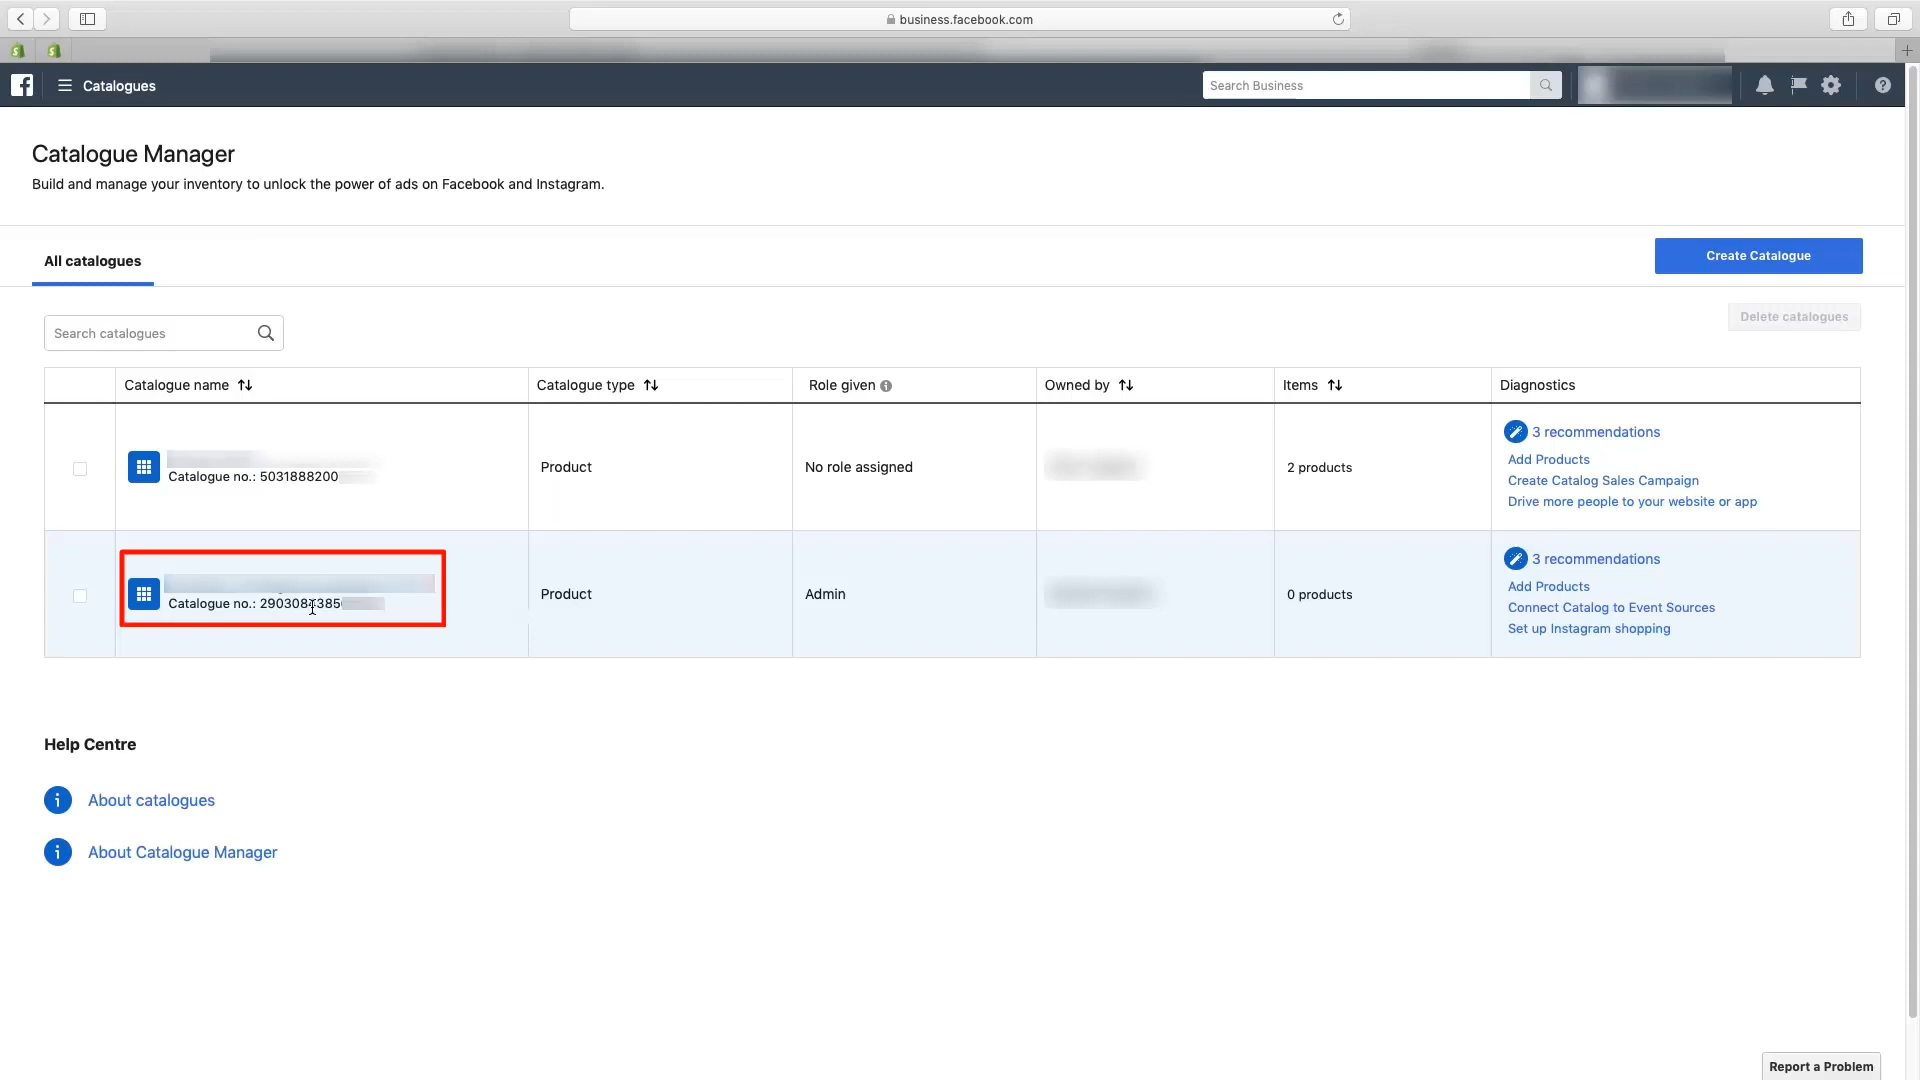 business.facebook.com
Catalogues
Search Business
Catalogue Manager
Build and manage your inventory to unlock the power of ads on Facebook and Instagram.
All catalogues
Create Catalogue
Search catalogues
Delete catalogues
Catalogue name
Catalogue type
Role given
Owned by
Items
Diagnostics
Catalogue no.: 5031888200
Product
No role assigned
2 products
3 recommendations
Add Products
Create Catalog Sales Campaign
Drive more people to your website or app
Catalogue no.:
Product
Admin
0 products
3 recommendations
Add Products
Connect Catalog to Event Sources
Set up Instagram shopping
Help Centre
About catalogues
About Catalogue Manager
Report a Problem